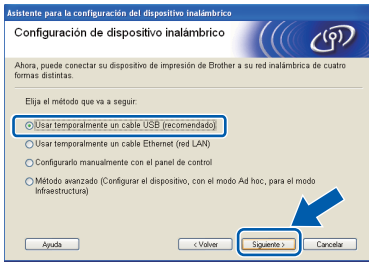 Asistente para la configuración del dispositivo inalámbrico
Configuración de dispositivo inalámbrico
Ahora, puede conectar su dispositivo de impresión de Brother a su red inalámbrica de cuatro
formas distintas.
Elija el método que va a seguir:
Usar temporalmente un cable USB (recomendado)
Usar temporalmente un cable Ethernet (red LAN)
Configurarlo manualmente con el panel de control
Método avanzado (Configurar el dispositivo, con el modo Ad hoc, para el modo
Infraestructura)
Ayuda
< Volver
Siguiente >
Cancelar